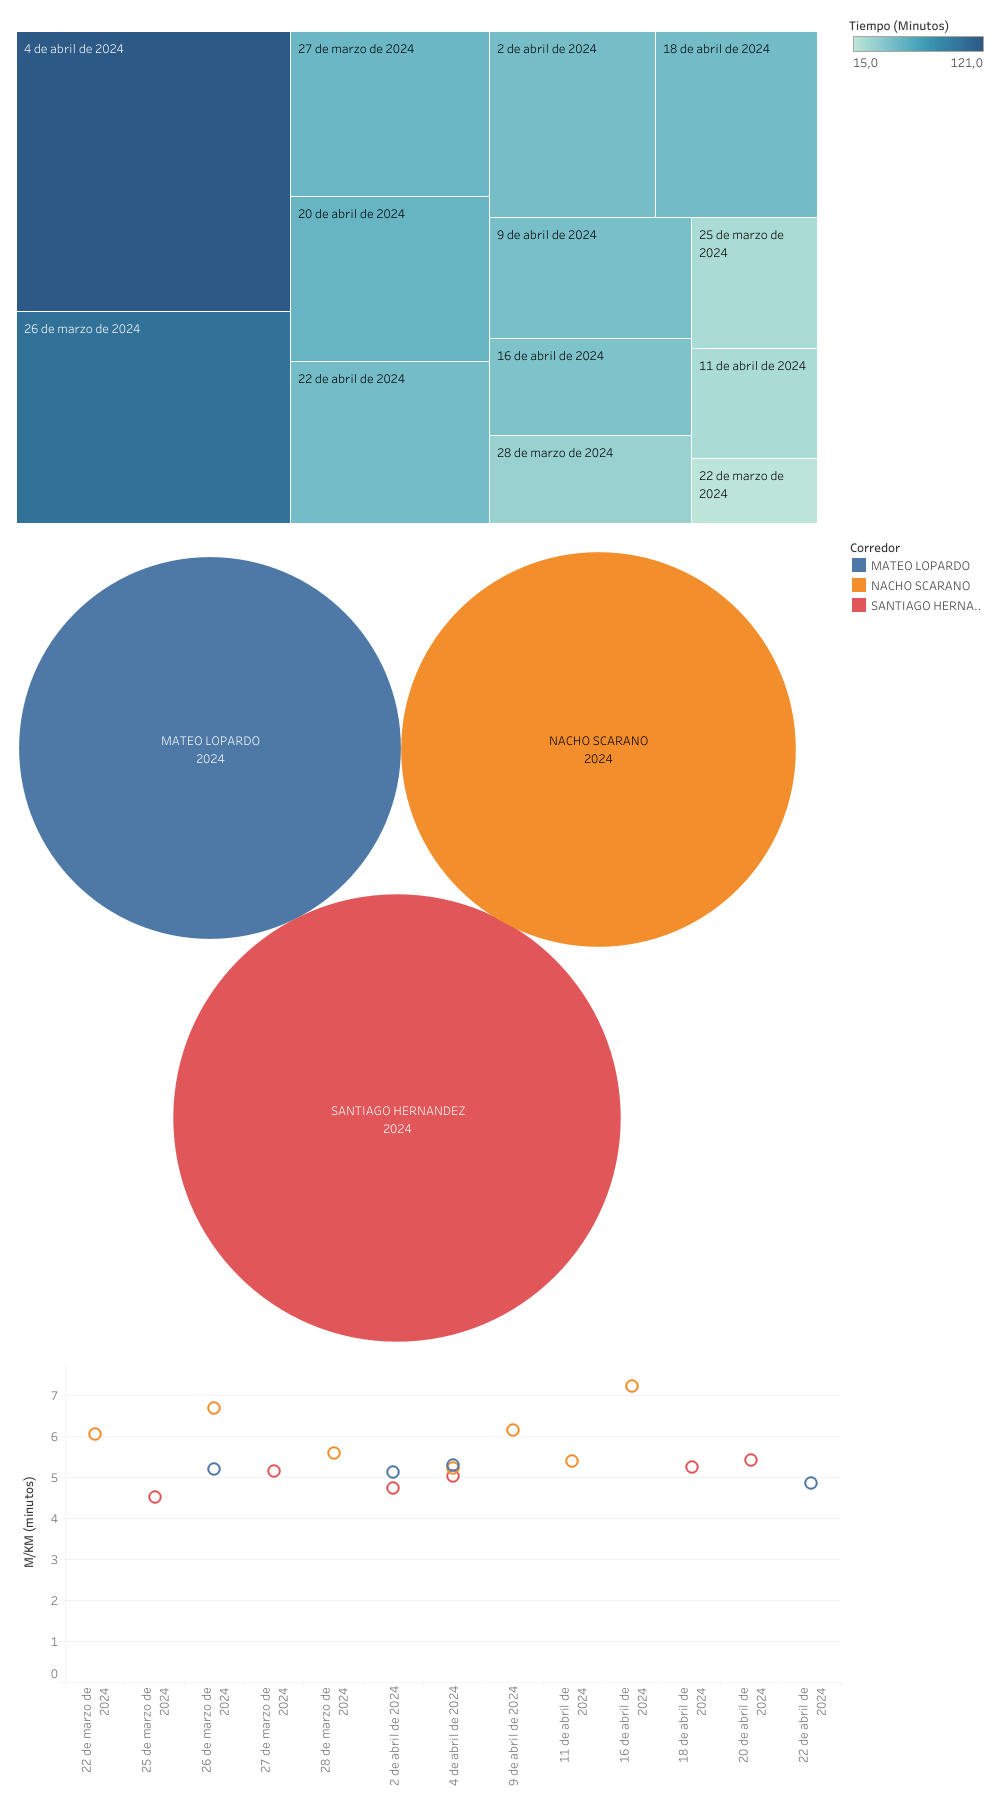 4 de abril de 2024
27 de marzo de 2024
2 de abril de 2024
18 de abril de 2024
Tiempo (Minutos)
15,0
121,0
20 de abril de 2024
9 de abril de 2024
25 de marzo de
2024
26 de marzo de 2024
16 de abril de 2024
11 de abril de 2024
22 de abril de 2024
28 de marzo de 2024
22 de marzo de
2024
Corredor
MATEO LOPARDO
NACHO SCARANO
SANTIAGO HERNA..
MATEO LOPARDO
2024
NACHO SCARANO
2024
SANTIAGO HERNANDEZ
2024
M/KM (minutos)
7
6
5
4
3
2
1
0
22 de marzo de
2024
25 de marzo de
2024
26 de marzo de
2024
27 de marzo de
2024
28 de marzo de
2024
2 de abril de 2024
4 de abril de 2024
9 de abril de 2024
11 de abril de
2024
16 de abril de
2024
18 de abril de
2024
20 de abril de
2024
22 de abril de
2024